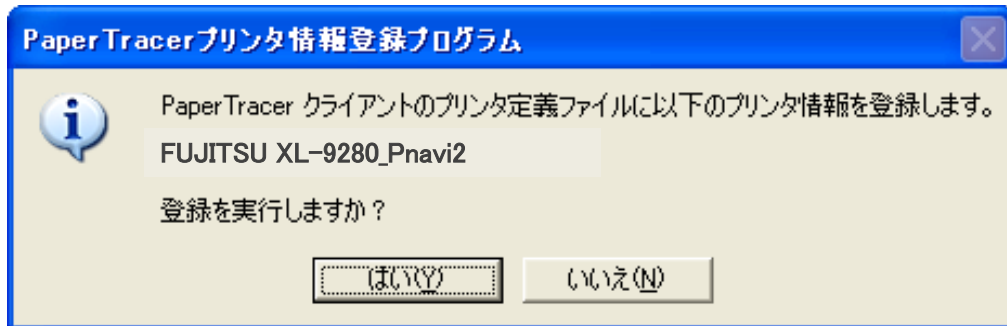 PaperTracerプリンタ情報登録プログラム
PaperTracer クライアントのプリンタ定義ファイルに以下のプリンタ情報を登録します。
FUJITSU XL-9280_Pnavi2
登録を実行しますか？
はい(Y) いいえ(N)